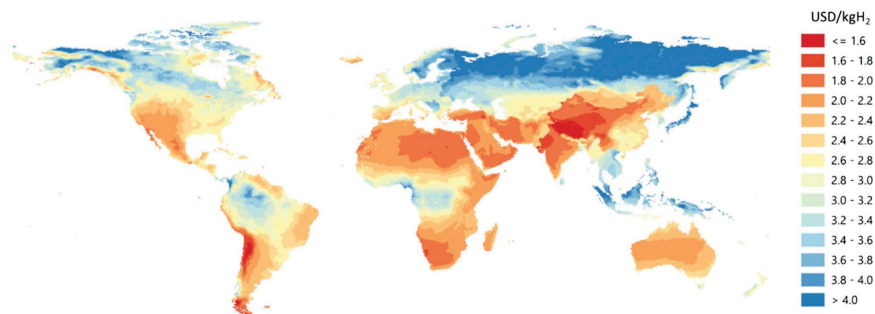 USD/kgH₂
<= 1.6
1.6 - 1.8
1.8 - 2.0
2.0 - 2.2
2.2 - 2.4
2.4 - 2.6
2.6 - 2.8
2.8 - 3.0
3.0 - 3.2
3.2 - 3.4
3.4 - 3.6
3.6 - 3.8
3.8 - 4.0
> 4.0